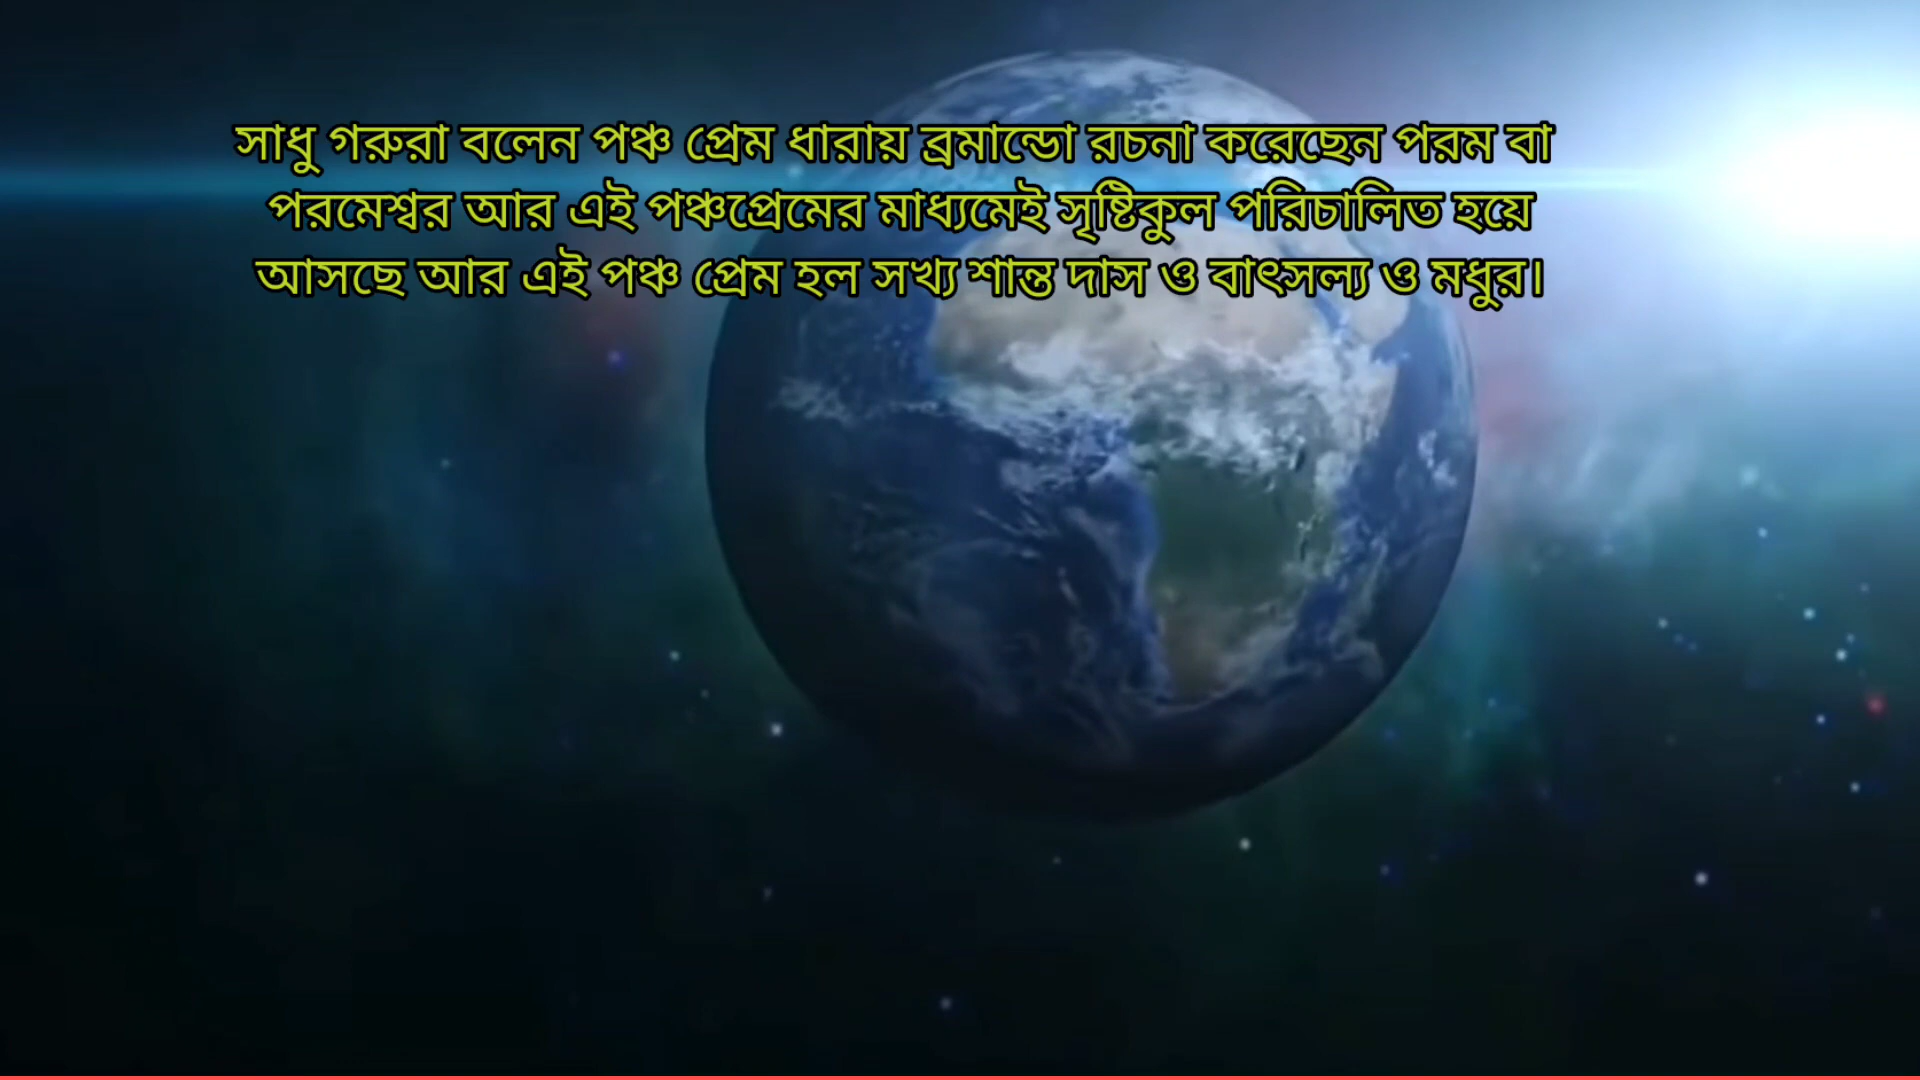 সাধু গরুরা বলেন পঞ্চ প্রেম ধারায় ব্রমান্ডো রচনা করেছেন পরম বা
পরমেশ্বর আর এই পঞ্চপ্রেমের মাধ্যমেই সৃষ্টিকুল পরিচালিত হয়ে
আসছে আর এই পঞ্চ প্রেম হল সখ্য শান্ত দাস ও বাৎসল্য ও মধুর।